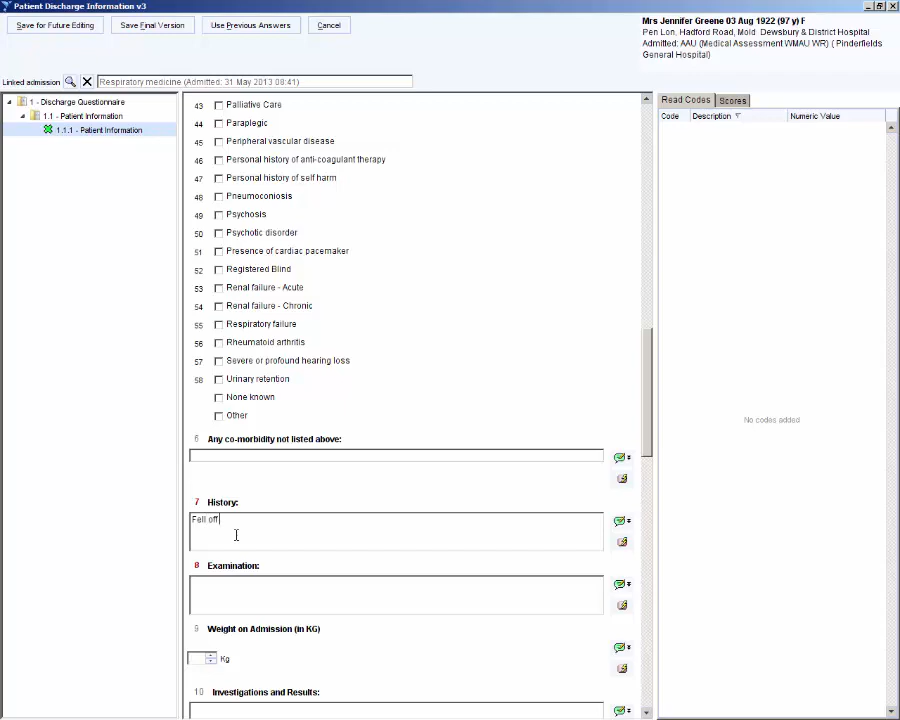 Patient Discharge Information v3
Save for Future Editing
Save Final Version
Use Previous Answers
Cancel
Mrs Jennifer Greene 03 Aug 1922 (97 y) F
Pen Lon, Hadford Road, Mold Dewsbury & District Hospital
Admitted: AAU (Medical Assessment WMAU WR) ( Pinderfields
General Hospital)
Linked admission
Respiratory medicine (Admitted: 31 May 2013 08:41)
1 - Discharge Questionnaire
1.1 - Patient Information
1.1.1 - Patient Information
43 Palliative Care
44 Paraplegic
45 Peripheral vascular disease
46 Personal history of anti-coagulant therapy
47 Personal history of self harm
48 Pneumoconiosis
49 Psychosis
50 Psychotic disorder
51 Presence of cardiac pacemaker
52 Registered Blind
53 Renal failure - Acute
54 Renal failure - Chronic
55 Respiratory failure
56 Rheumatoid arthritis
57 Severe or profound hearing loss
58 Urinary retention
None known
Other
6 Any co-morbidity not listed above:
7 History:
Fell off
8 Examination:
9 Weight on Admission (in KG)
Kg
10 Investigations and Results:
Read Codes
Scores
Code
Description
Numeric Value
No codes added